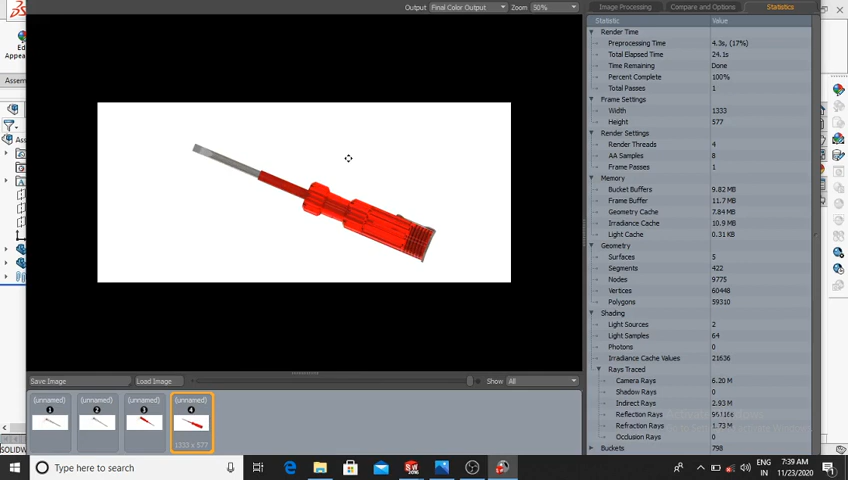 Output Final Color Output Zoom 50% Image Processing Compare and Options Statistics
Statistic Value
Render Time
Preprocessing Time 4.3s, (17%)
Total Elapsed Time 24.1s
Time Remaining Done
Percent Complete 100%
Total Passes 1
Frame Settings
Width 1333
Height 577
Render Settings
Render Threads 4
AA Samples 8
Frame Passes 1
Memory
Bucket Buffers 9.82 MB
Frame Buffer 11.7 MB
Geometry Cache 7.84 MB
Irradiance Cache 10.9 MB
Light Cache 0.31 KB
Geometry
Surfaces 5
Segments 422
Nodes 9775
Vertices 60448
Polygons 59310
Shading
Light Sources 2
Light Samples 64
Photons 0
Irradiance Cache Values 21636
Rays Traced
Camera Rays 6.20 M
Shadow Rays 0
Indirect Rays 2.93 M
Reflection Rays
Refraction Rays 1.73 M
Occlusion Rays 0
Buckets 798
Ed
Appea
Assem
SOLIDW
Save Image Load Image Show All
(unnamed) (unnamed) (unnamed) (unnamed)
1 2 3 4
1333 x 577
Type here to search
ENG 7:39 AM
IN 11/23/2020